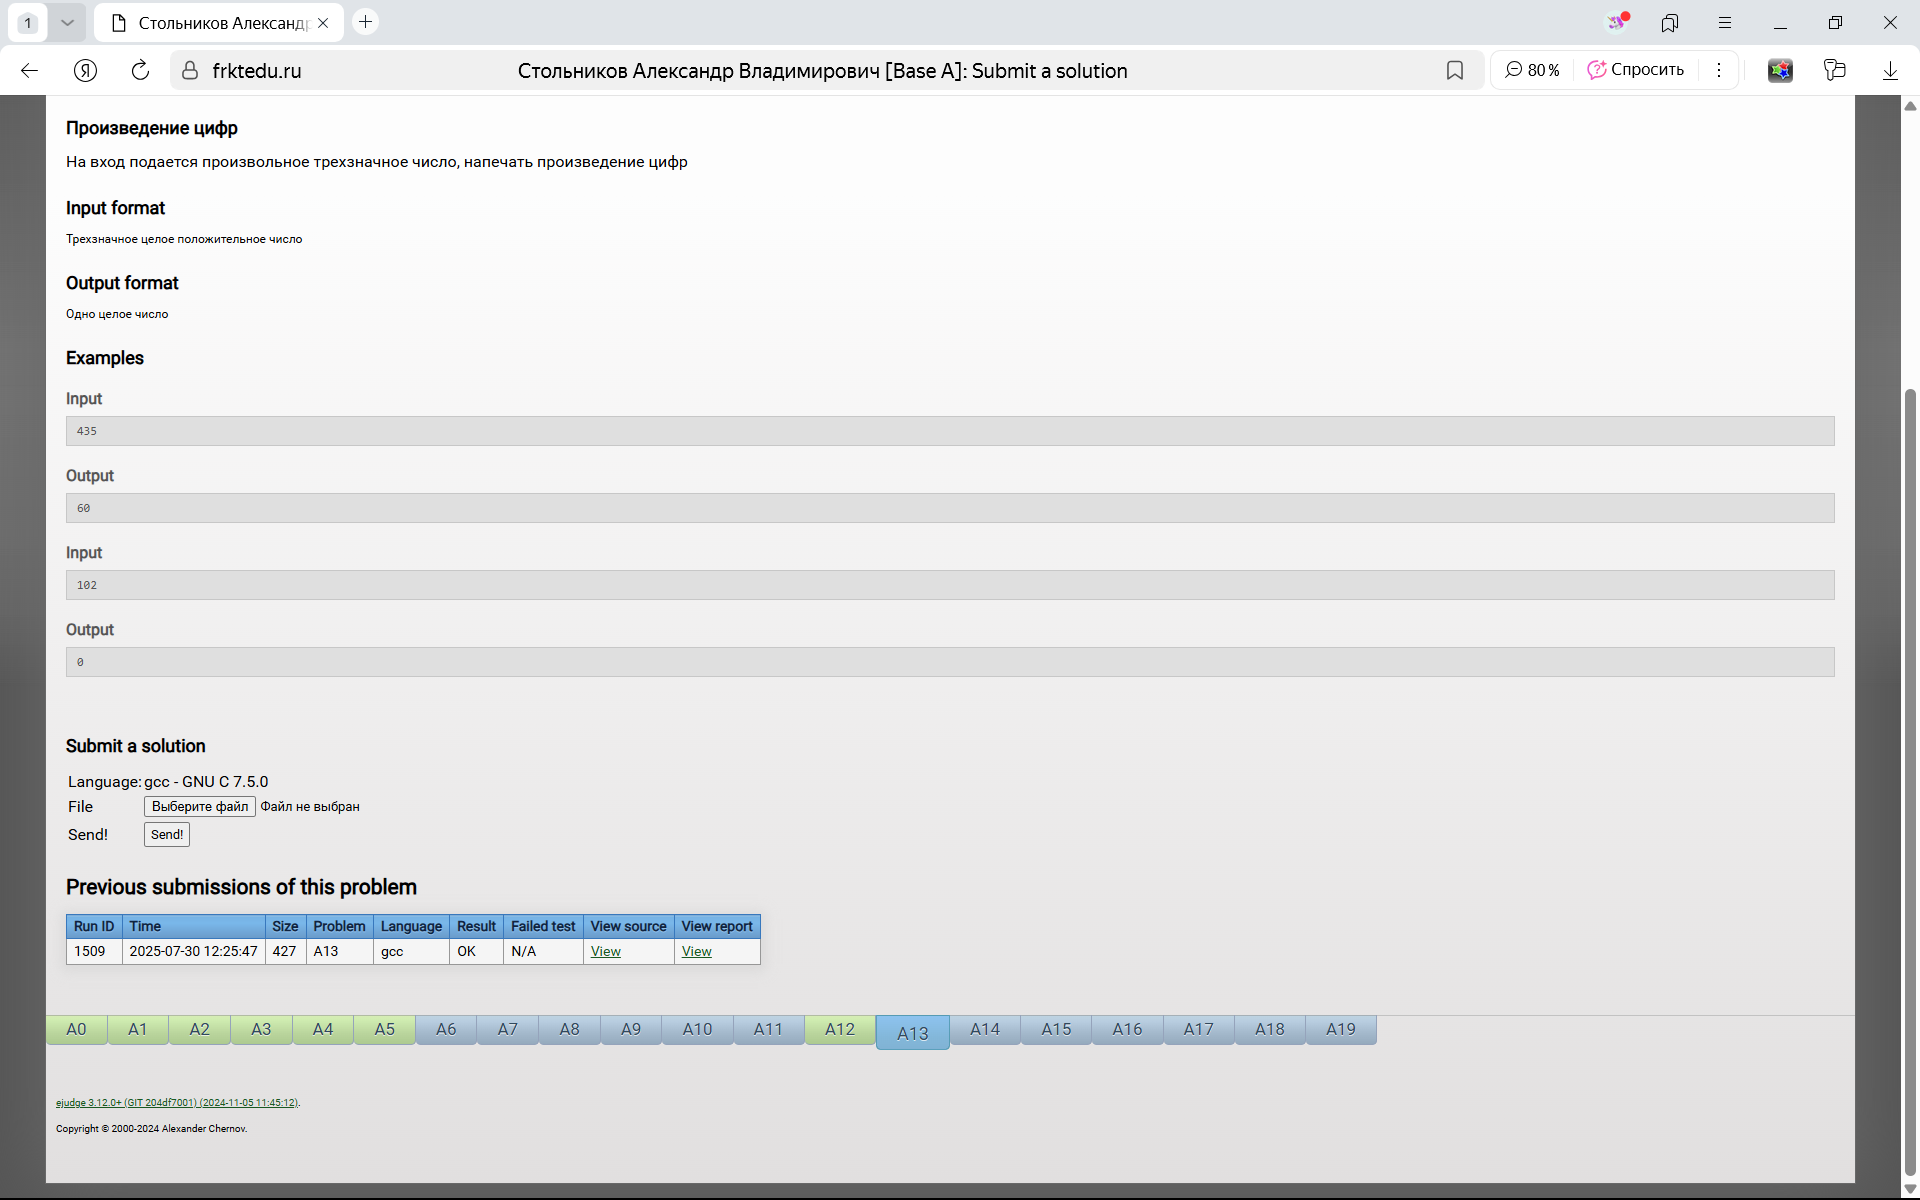 1
Стольников Александр
frktedu.ru
Стольников Александр Владимирович [Base A]: Submit a solution
80 %
Спросить
Произведение цифр
На вход подается произвольное трехзначное число, напечать произведение цифр
Input format
Трехзначное целое положительное число
Output format
Одно целое число
Examples
Input
435
Output
60
Input
102
Output
0
Submit a solution
Language: gcc - GNU C 7.5.0
File Выберите файл Файл не выбран
Send! Send!
Previous submissions of this problem
Run ID Time Size Problem Language Result Failed test View source View report
1509 2025-07-30 12:25:47 427 A13 gcc OK N/A View View
A0 A1 A2 A3 A4 A5 A6 A7 A8 A9 A10 A11 A12 A13 A14 A15 A16 A17 A18 A19
ejudge 3.12.0+ (GIT 204df7001) (2024-11-05 11:45:12).
Copyright © 2000-2024 Alexander Chernov.